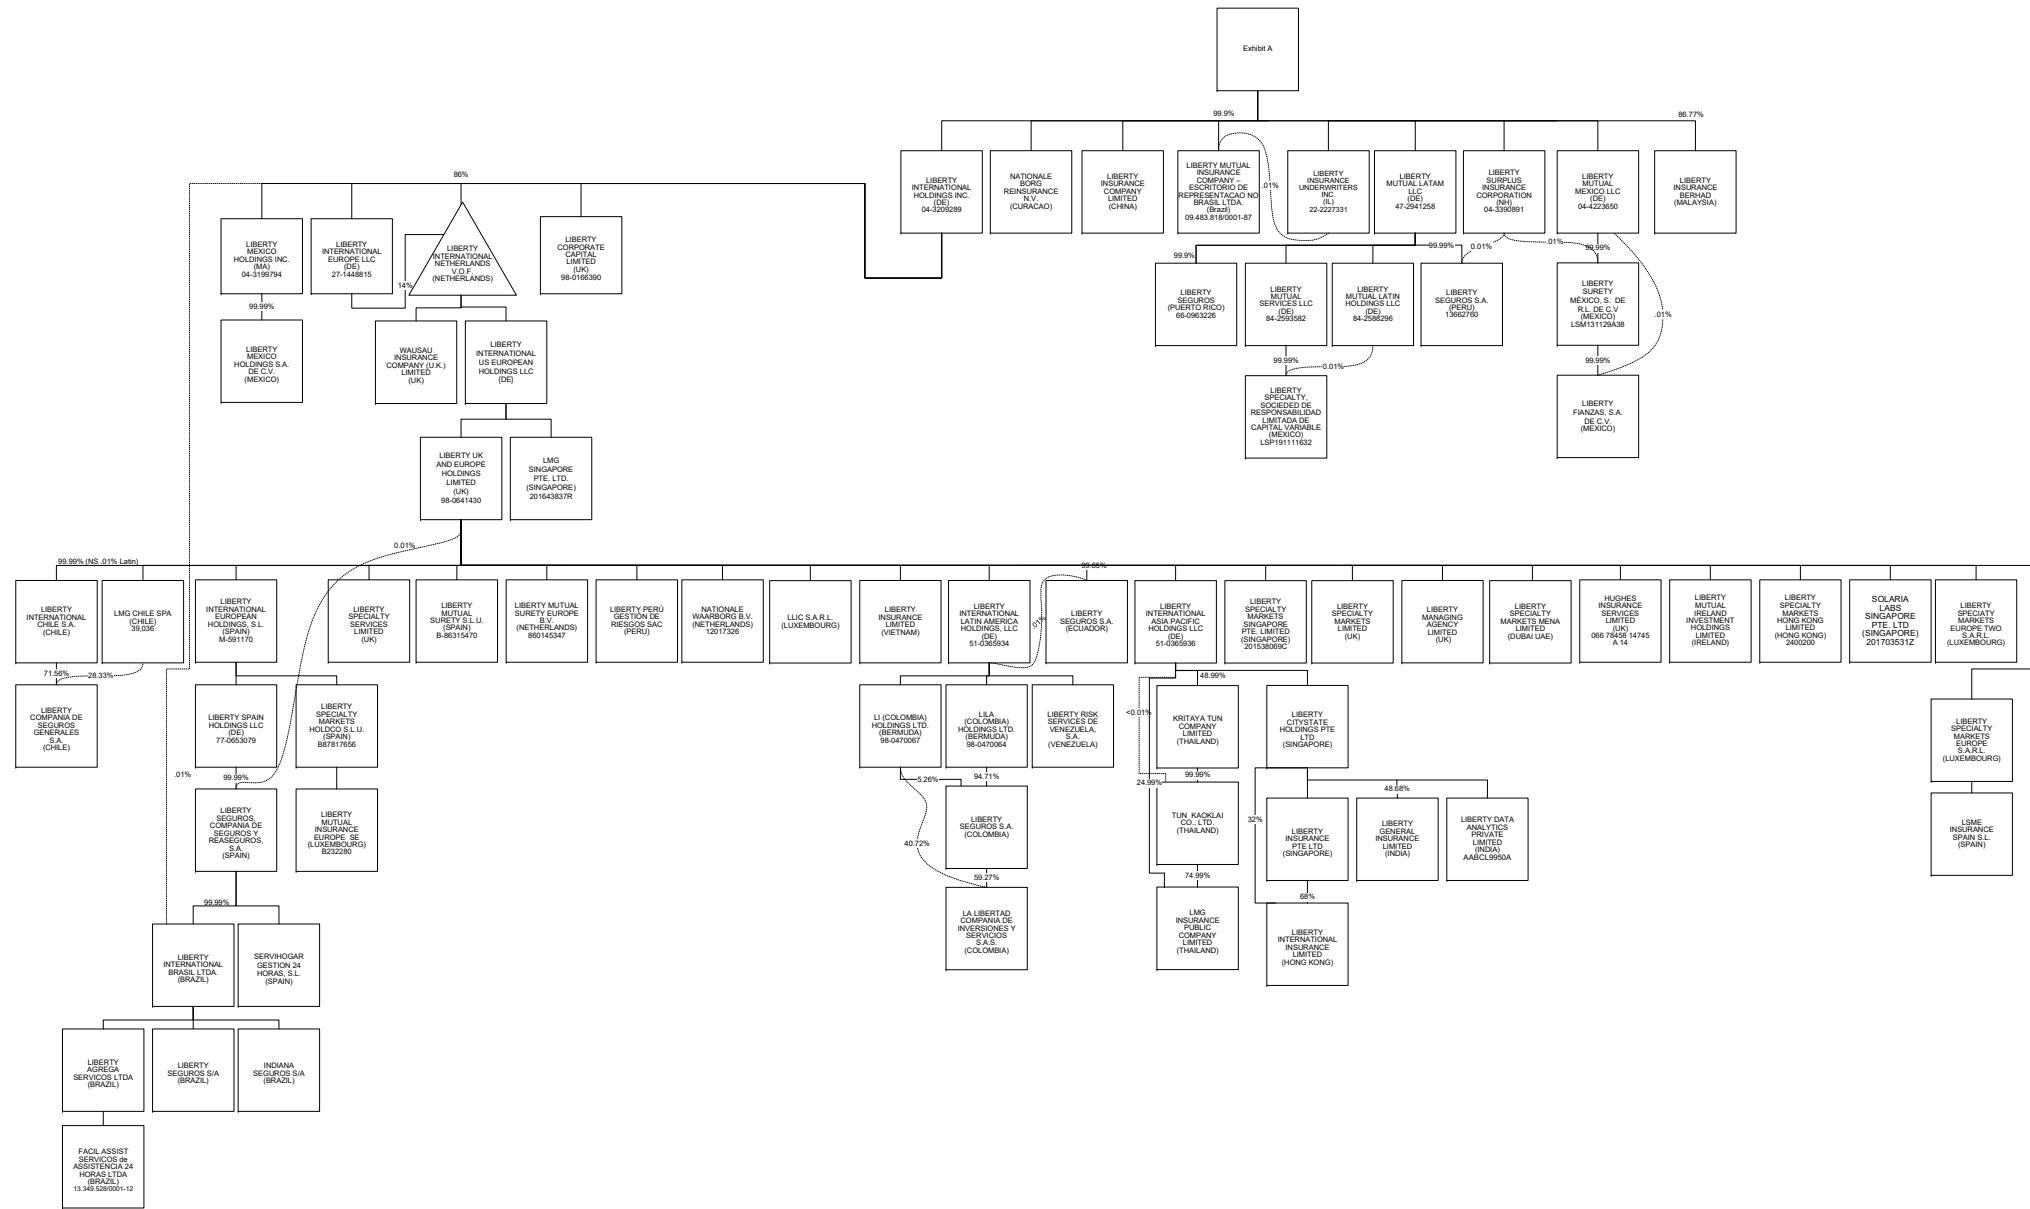 Exhibit A
99.9%
86.77%
LIBERTY
INTERNATIONAL
HOLDINGS INC.
(DE)
04-3209289
NATIONALE
BORG
REINSURANCE
N.V.
(CURACAO)
LIBERTY
INSURANCE
COMPANY
LIMITED
(CHINA)
LIBERTY MUTUAL
INSURANCE
COMPANY –
ESCRITORIO DE
REPRESENTACAO NO
BRASIL LTDA.
(Brazil)
09.483.818/0001-87
.01%
LIBERTY
INSURANCE
UNDERWRITERS
INC.
(IL)
22-2227331
LIBERTY
MUTUAL LATAM
LLC
(DE)
47-2941258
LIBERTY
SURPLUS
INSURANCE
CORPORATION
(NH)
04-3390891
LIBERTY
MUTUAL
MEXICO LLC
(DE)
04-4223650
LIBERTY
INSURANCE
BERHAD
(MALAYSIA)
86%
LIBERTY
MEXICO
HOLDINGS INC.
(MA)
04-3199794
LIBERTY
INTERNATIONAL
EUROPE LLC
(DE)
27-1448815
14%
LIBERTY
INTERNATIONAL
NETHERLANDS
V.O.F.
(NETHERLANDS)
LIBERTY
CORPORATE
CAPITAL
LIMITED
(UK)
98-0166390
99.9%
99.99%
0.01%
.01%
99.99%
LIBERTY
SEGUROS
(PUERTO RICO)
66-0963226
LIBERTY
MUTUAL
SERVICES LLC
(DE)
84-2593582
LIBERTY
MUTUAL LATIN
HOLDINGS LLC
(DE)
84-2588296
LIBERTY
SEGUROS S.A.
(PERU)
13662760
LIBERTY
SURETY
MÉXICO, S. DE
R.L. DE C.V
(MEXICO)
LSM131129A38
.01%
99.99%
LIBERTY
MEXICO
HOLDINGS S.A.
DE C.V.
(MEXICO)
WAUSAU
INSURANCE
COMPANY (U.K.)
LIMITED
(UK)
LIBERTY
INTERNATIONAL
US EUROPEAN
HOLDINGS LLC
(DE)
99.99%
0.01%
99.99%
LIBERTY
SPECIALTY,
SOCIEDED DE
RESPONSABILIDAD
LIMITADA DE
CAPITAL VARIABLE
(MEXICO)
LSP191111632
LIBERTY
FIANZAS, S.A.
DE C.V.
(MEXICO)
LIBERTY UK
AND EUROPE
HOLDINGS
LIMITED
(UK)
98-0641430
LMG
SINGAPORE
PTE. LTD.
(SINGAPORE)
201643837R
0.01%
99.99% (NS .01% Latin)
99.65%
LIBERTY
INTERNATIONAL
CHILE S.A.
(CHILE)
LMG CHILE SPA
(CHILE)
39,036
LIBERTY
INTERNATIONAL
EUROPEAN
HOLDINGS, S.L.
(SPAIN)
M-591170
LIBERTY
SPECIALTY
SERVICES
LIMITED
(UK)
LIBERTY
MUTUAL
SURETY S.L.U.
(SPAIN)
B-86315470
LIBERTY MUTUAL
SURETY EUROPE
B.V.
(NETHERLANDS)
860145347
LIBERTY PERÚ
GESTIÓN DE
RIESGOS SAC
(PERU)
NATIONALE
WAARBORG B.V.
(NETHERLANDS)
12017326
LLIC S.A.R.L.
(LUXEMBOURG)
LIBERTY
INSURANCE
LIMITED
(VIETNAM)
LIBERTY
INTERNATIONAL
LATIN AMERICA
HOLDINGS, LLC
(DE)
51-0365934
.01%
LIBERTY
SEGUROS S.A.
(ECUADOR)
LIBERTY
INTERNATIONAL
ASIA PACIFIC
HOLDINGS LLC
(DE)
51-0365936
LIBERTY
SPECIALTY
MARKETS
SINGAPORE
PTE. LIMITED
(SINGAPORE)
201538069C
LIBERTY
SPECIALTY
MARKETS
LIMITED
(UK)
LIBERTY
MANAGING
AGENCY
LIMITED
(UK)
LIBERTY
SPECIALTY
MARKETS MENA
LIMITED
(DUBAI UAE)
HUGHES
INSURANCE
SERVICES
LIMITED
(UK)
066 78458 14745
A 14
LIBERTY
MUTUAL
IRELAND
INVESTMENT
HOLDINGS
LIMITED
(IRELAND)
LIBERTY
SPECIALTY
MARKETS
HONG KONG
LIMITED
(HONG KONG)
2400200
SOLARIA
LABS
SINGAPORE
PTE. LTD
(SINGAPORE)
201703531Z
LIBERTY
SPECIATY
MARKETS
EUROPE TWO
S.A.R.L.
(LUXEMBOURG)
71.56%
28.33%
48.99%
LIBERTY
COMPANIA DE
SEGUROS
GENERALES
S.A.
(CHILE)
LIBERTY SPAIN
HOLDINGS LLC
(DE)
77-0653079
LIBERTY
SPECIALTY
MARKETS
HOLDCO S.L.U.
(SPAIN)
B87817656
LI (COLOMBIA)
HOLDINGS LTD.
(BERMUDA)
98-0470067
LILA
(COLOMBIA)
HOLDINGS LTD.
(BERMUDA)
98-0470064
LIBERTY RISK
SERVICES DE
VENEZUELA,
S.A.
(VENEZUELA)
<0.01%
KRITAYA TUN
COMPANY
LIMITED
(THAILAND)
LIBERTY
CITYSTATE
HOLDINGS PTE
LTD
(SINGAPORE)
LIBERTY
SPECIALTY
MARKETS
EUROPE
S.A.R.L.
(LUXEMBOURG)
.01%
99.99%
5.26%
94.71%
24.99%
99.99%
48.68%
LIBERTY
SEGUROS,
COMPANIA DE
SEGUROS Y
REASEGUROS,
S.A.
(SPAIN)
LIBERTY
MUTUAL
INSURANCE
EUROPE SE
(LUXEMBOURG)
B232280
40.72%
LIBERTY
SEGUROS S.A.
(COLOMBIA)
TUN KAOKLAI
CO., LTD.
(THAILAND)
32%
LIBERTY
INSURANCE
PTE LTD
(SINGAPORE)
LIBERTY
GENERAL
INSURANCE
LIMITED
(INDIA)
LIBERTY DATA
ANALYTICS
PRIVATE
LIMITED
(INDIA)
AABCL9950A
LSME
INSURANCE
SPAIN S.L.
(SPAIN)
59.27%
74.99%
68%
99.99%
LA LIBERTAD
COMPANIA DE
INVERSIONES Y
SERVICIOS
S.A.S.
(COLOMBIA)
LMG
INSURANCE
PUBLIC
COMPANY
LIMITED
(THAILAND)
LIBERTY
INTERNATIONAL
INSURANCE
LIMITED
(HONG KONG)
LIBERTY
INTERNATIONAL
BRASIL LTDA.
(BRAZIL)
SERVIHOGAR
GESTION 24
HORAS, S.L.
(SPAIN)
LIBERTY
AGREGA
SERVICOS LTDA
(BRAZIL)
LIBERTY
SEGUROS S/A
(BRAZIL)
INDIANA
SEGUROS S/A
(BRAZIL)
FACIL ASSIST
SERVICOS de
ASSISTENCIA 24
HORAS LTDA
(BRAZIL)
13.349.528/0001-12